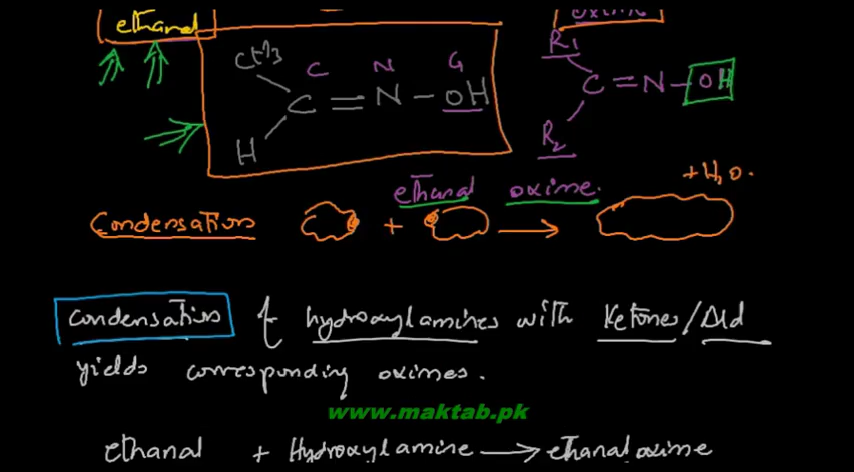 oxime
ethanal
CH3 C N G R1
C = N - OH C = N - OH
H R2
ethanal oxime. + H2O.
Condensation + →
Condensation of hydroxylamines with Ketones/Ald
yields corresponding oximes.
www.maktab.pk
ethanal + Hydroxylamine → ethanaloxime